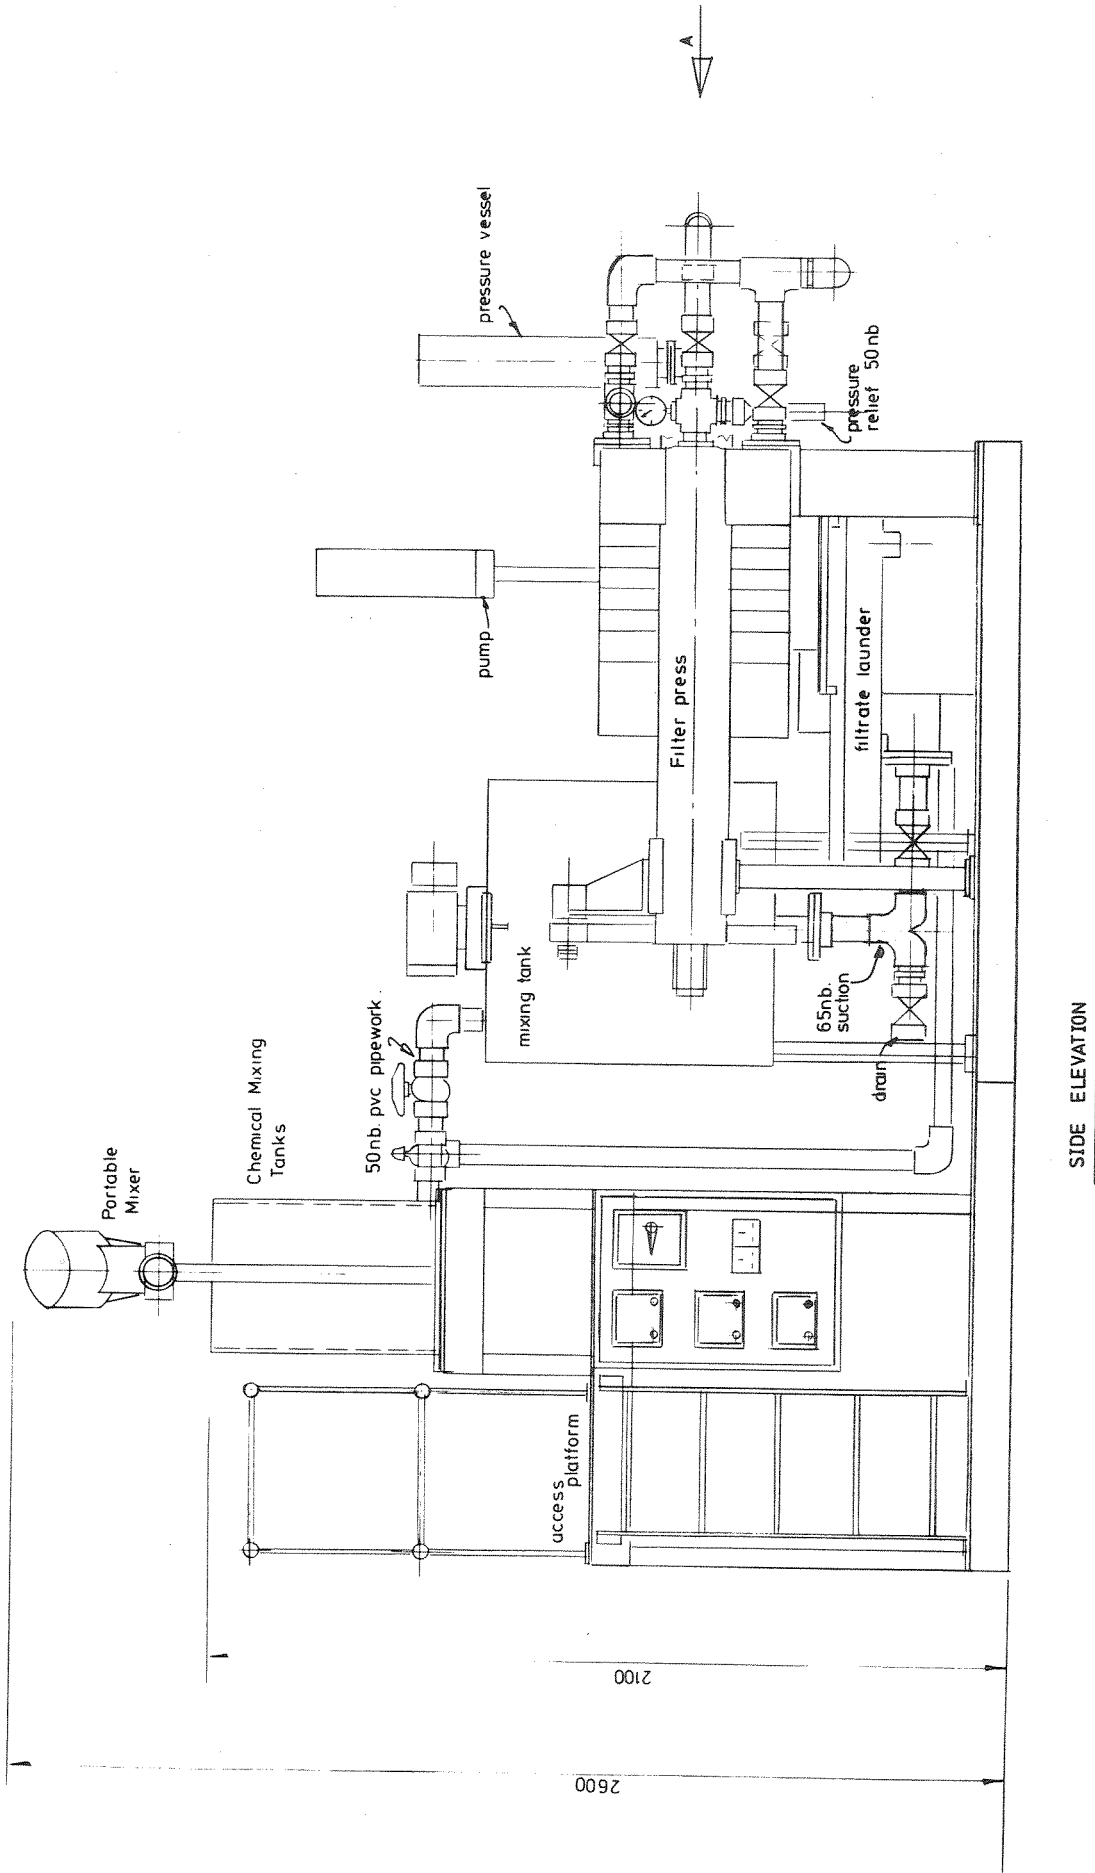 Portable
Mixer
Chemical Mixing
Tanks
50nb. pvc pipework.
mixing tank
pump
pressure vessel
A
Filter press
pressure
relief 50nb
filtrate launder
65nb.
suction
drain
access
platform
2100
2600
SIDE ELEVATION